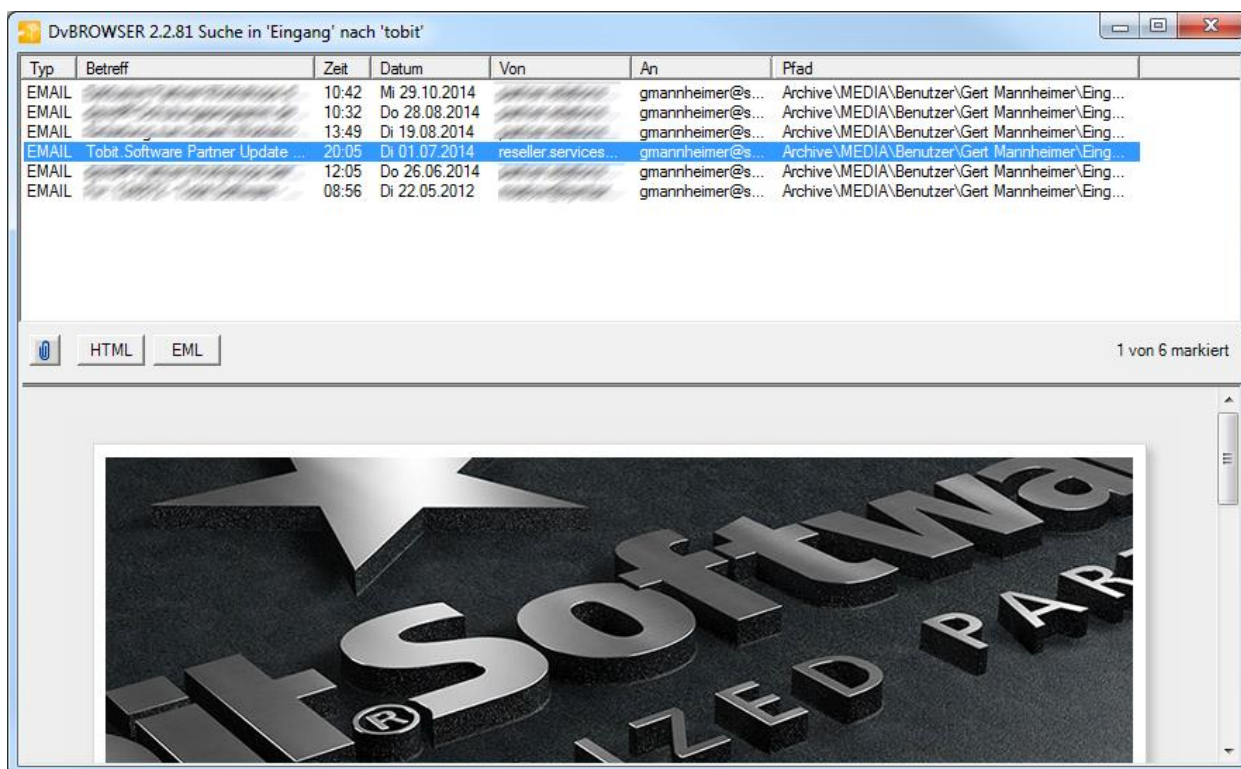 DvBROWSER 2.2.81 Suche in 'Eingang' nach 'tobit'
Typ Betreff Zeit Datum Von An Pfad
EMAIL 10:42 Mi 29.10.2014 gmannheimer@s... Archive\MEDIA\Benutzer\Gert Mannheimer\Eing...
EMAIL 10:32 Do 28.08.2014 gmannheimer@s... Archive\MEDIA\Benutzer\Gert Mannheimer\Eing...
EMAIL 13:49 Di 19.08.2014 gmannheimer@s... Archive\MEDIA\Benutzer\Gert Mannheimer\Eing...
EMAIL Tobit.Software Partner Update ... 20:05 Di 01.07.2014 reseller.services... gmannheimer@s... Archive\MEDIA\Benutzer\Gert Mannheimer\Eing...
EMAIL 12:05 Do 26.06.2014 gmannheimer@s... Archive\MEDIA\Benutzer\Gert Mannheimer\Eing...
EMAIL 08:56 Di 22.05.2012 gmannheimer@s... Archive\MEDIA\Benutzer\Gert Mannheimer\Eing...
HTML EML 1 von 6 markiert
it® Softwa
IZED PAR